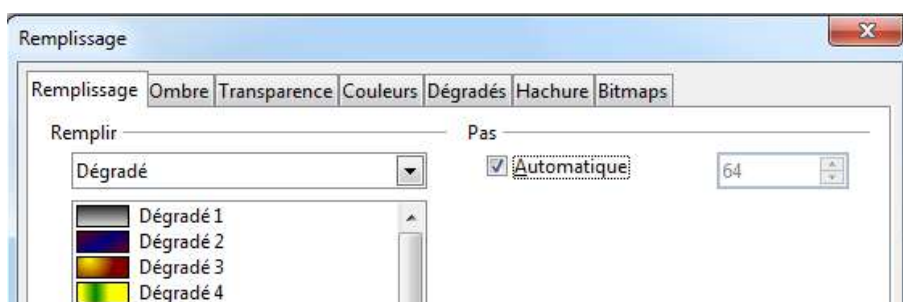 Remplissage
Remplissage Ombre Transparence Couleurs Dégradés Hachure Bitmaps
Remplir Pas
Dégradé Automatique 64
Dégradé 1
Dégradé 2
Dégradé 3
Dégradé 4